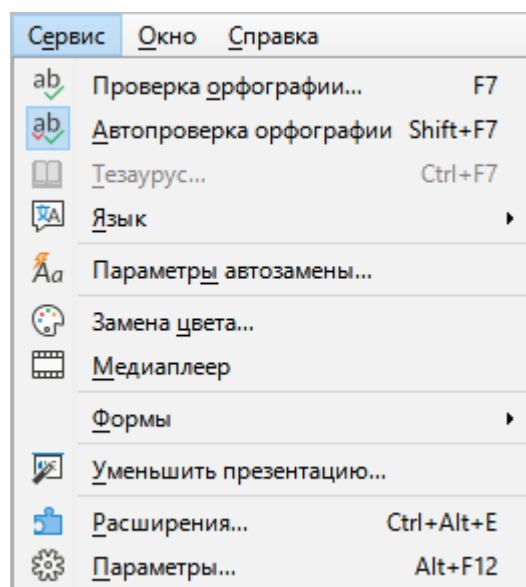 Сервис Окно Справка
Проверка орфографии... F7
Автопроверка орфографии Shift+F7
Тезаурус... Ctrl+F7
Язык
Параметры автозамены...
Замена цвета...
Медиаплеер
Формы
Уменьшить презентацию...
Расширения... Ctrl+Alt+E
Параметры... Alt+F12